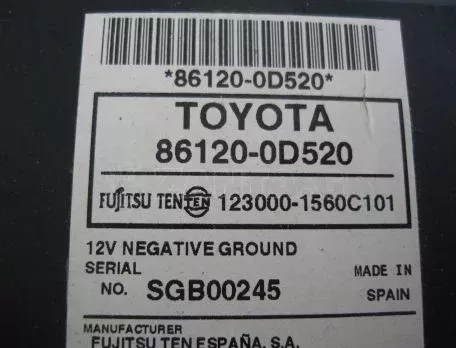 *86120-0D520*
TOYOTA
86120-0D520
FUJITSU TEN TEN 123000-1560C101
12V NEGATIVE GROUND
SERIAL
NO. SGB00245
MADE IN
SPAIN
MANUFACTURER
FUJITSU TEN ESPAÑA, S.A.